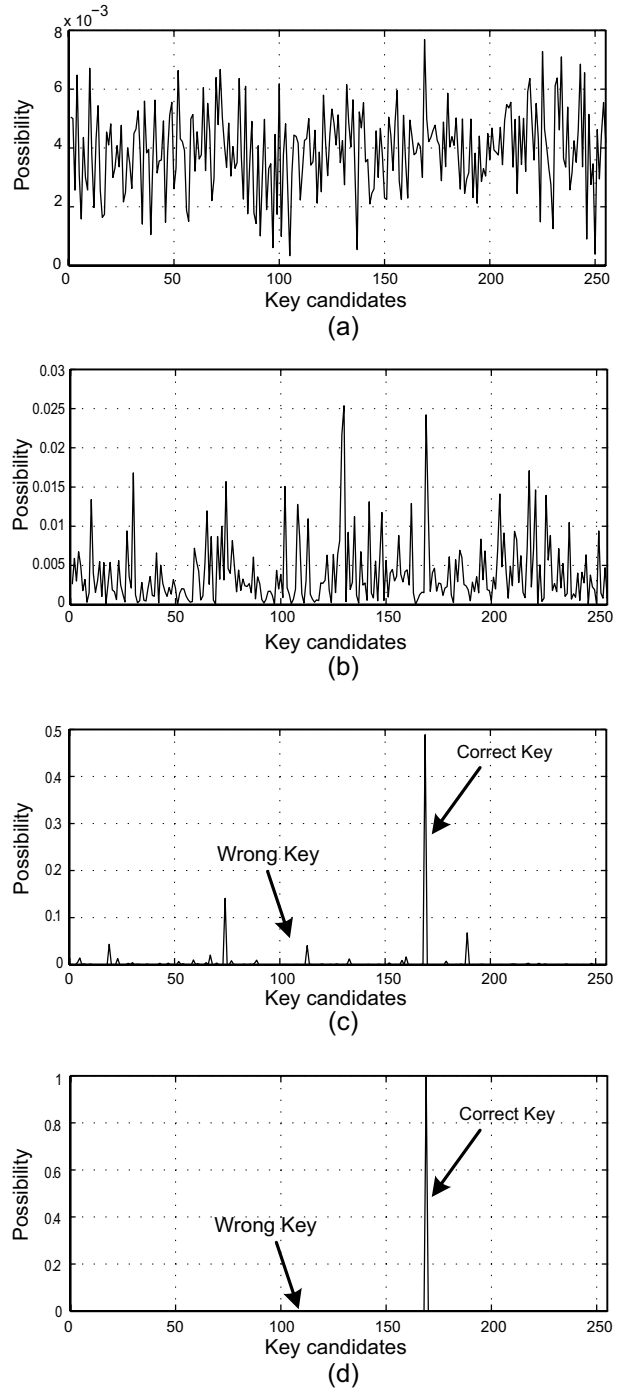 x 10⁻³
8
6
4
2
0
Possibility
0 50 100 150 200 250
Key candidates
(a)
0.03
0.025
0.02
0.015
0.01
0.005
0
Possibility
0 50 100 150 200 250
Key candidates
(b)
0.5
0.4
0.3
0.2
0.1
0
Possibility
Correct Key
Wrong Key
0 50 100 150 200 250
Key candidates
(c)
1
0.8
0.6
0.4
0.2
0
Possibility
Correct Key
Wrong Key
0 50 100 150 200 250
Key candidates
(d)